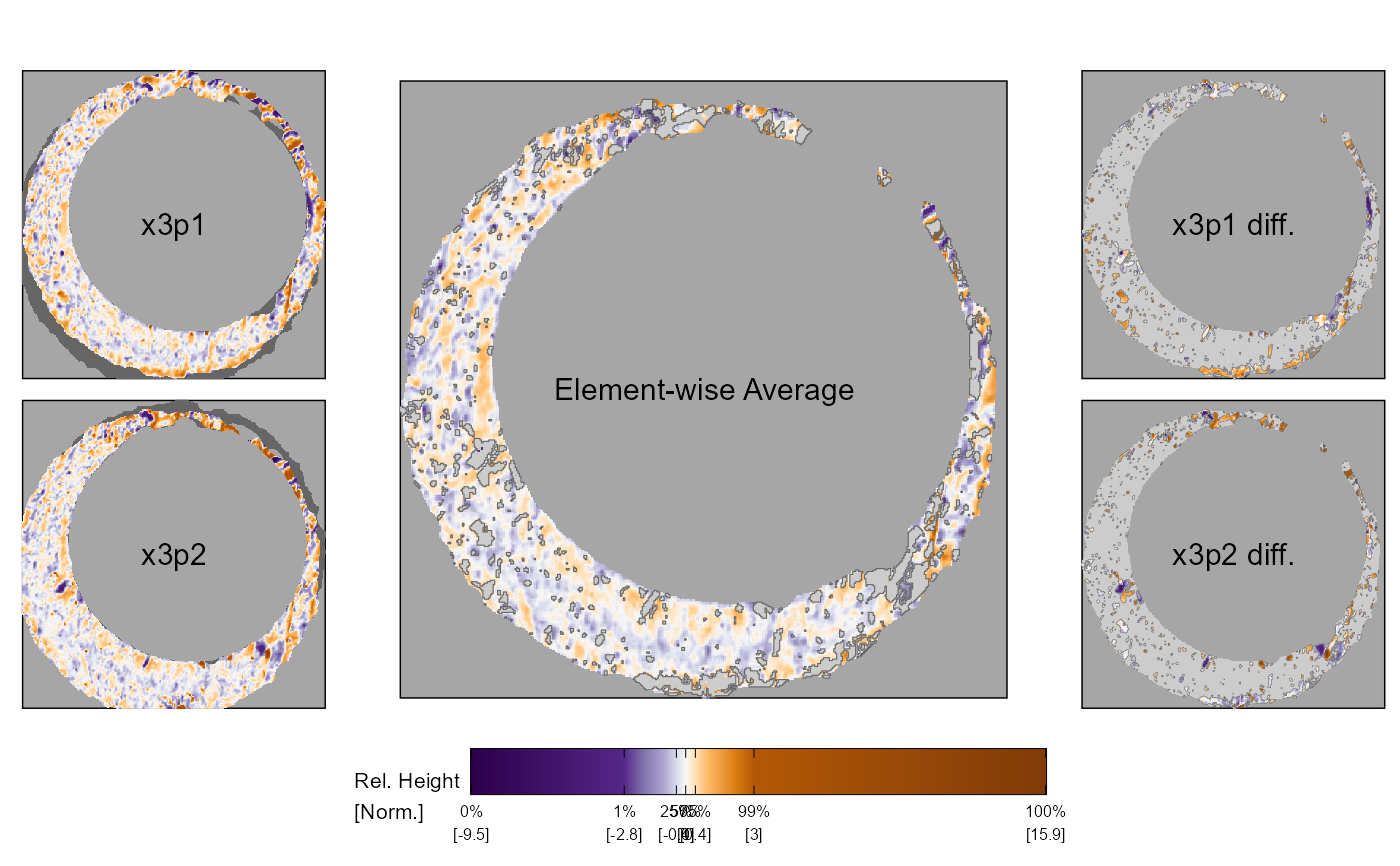 x3p1
x3p2
Element-wise Average
x3p1 diff.
x3p2 diff.
Rel. Height
[Norm.]
0% 1% 99% 100%
[-9.5] [-2.8] [3] [15.9]